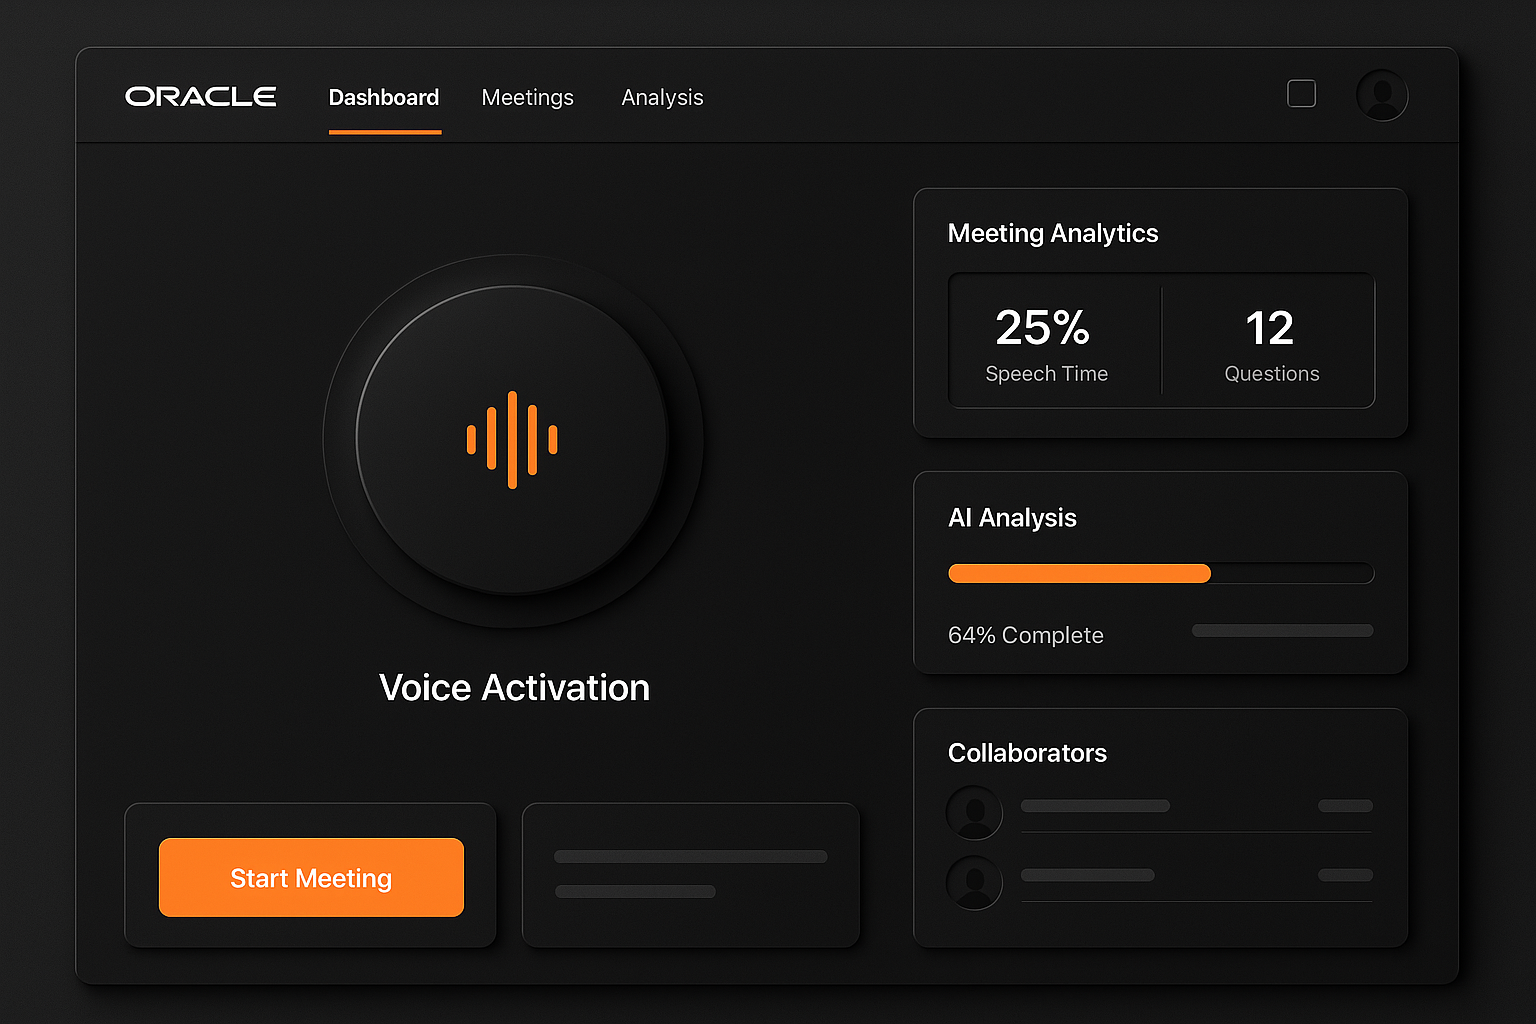 ORACLE Dashboard Meetings Analysis
Voice Activation
Start Meeting
Meeting Analytics
25% 12
Speech Time Questions
AI Analysis
64% Complete
Collaborators